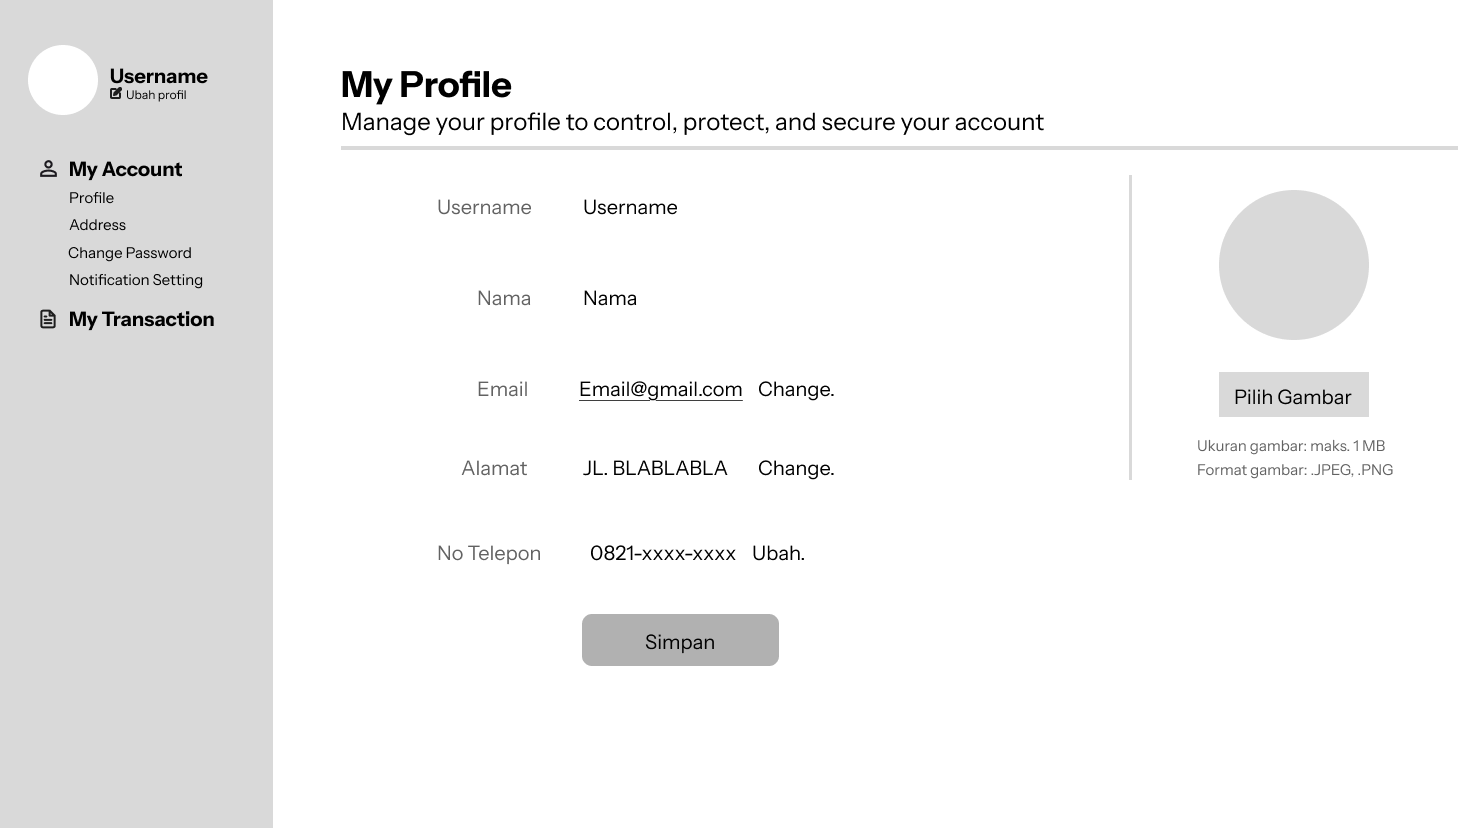 Username
Ubah profil
My Account
Profile
Address
Change Password
Notification Setting
My Transaction
My Profile
Manage your profile to control, protect, and secure your account
Username Username
Nama Nama
Email Email@gmail.com Change.
Alamat JL. BLABLABLA Change.
No Telepon 0821-xxxx-xxxx Ubah.
Simpan
Pilih Gambar
Ukuran gambar: maks. 1 MB
Format gambar: .JPEG, .PNG